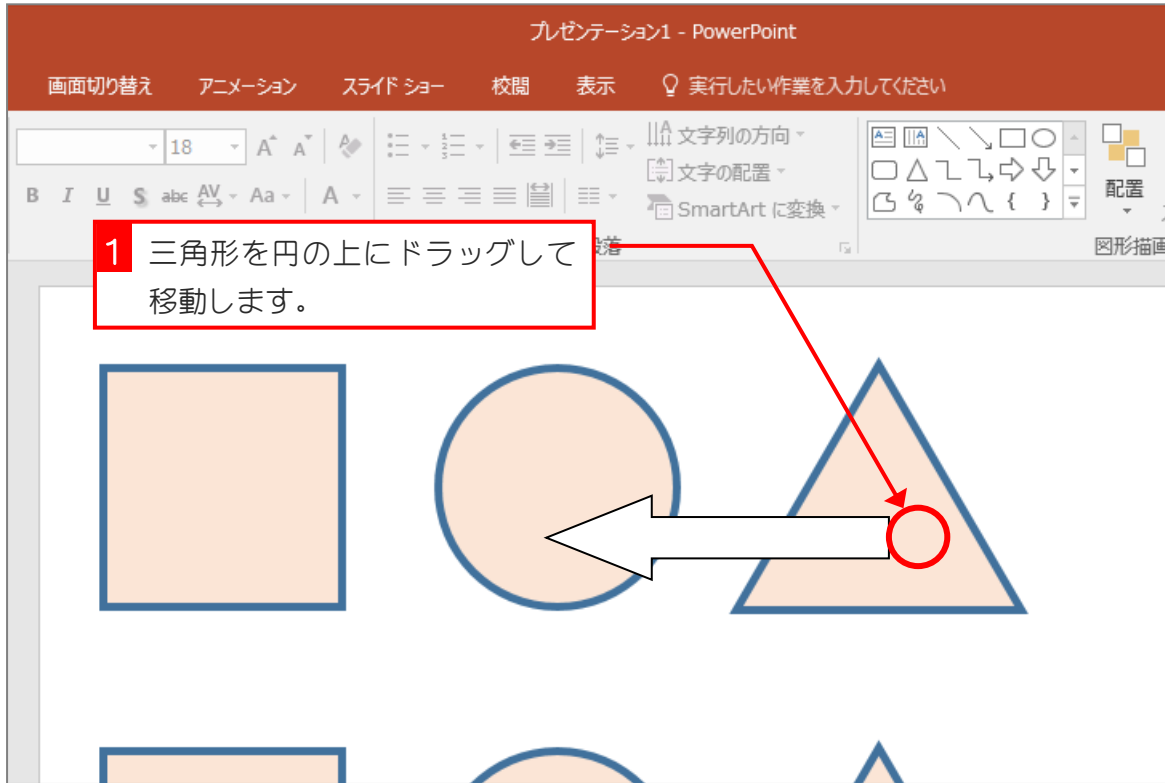 プレゼンテーション1 - PowerPoint
画面切り替え アニメーション スライド ショー 校閲 表示 実行したい作業を入力してください
18 A A 文字列の方向
文字の配置
B I U S abc AV Aa A SmartArt に変換
配置
図形描画
1 三角形を円の上にドラッグして
移動します。